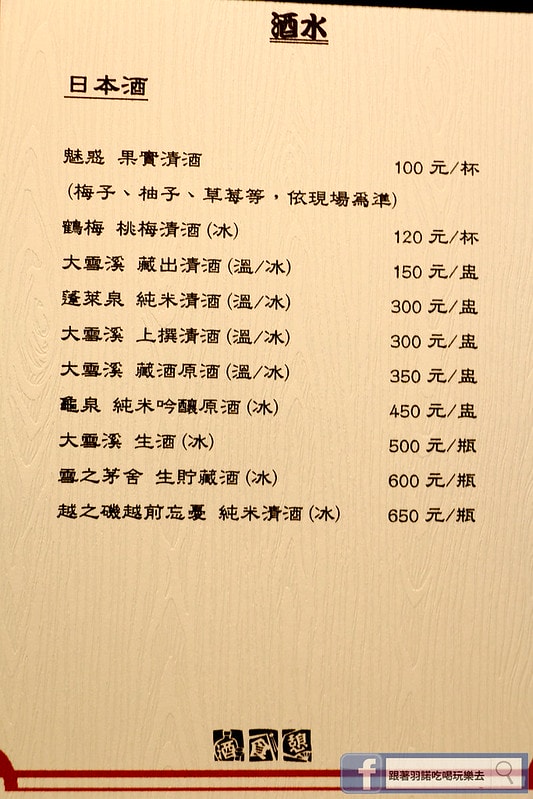 酒水
日本酒
魅惑 果實清酒 100 元/杯
(梅子、柚子、草莓等，依現場為準)
鶴梅 桃梅清酒(冰) 120 元/杯
大雪溪 藏出清酒(溫/冰) 150 元/盅
蓬萊泉 純米清酒(溫/冰) 300 元/盅
大雪溪 上撰清酒(溫/冰) 300 元/盅
大雪溪 藏酒原酒(溫/冰) 350 元/盅
龜泉 純米吟釀原酒(冰) 450 元/盅
大雪溪 生酒(冰) 500 元/瓶
雪之茅舍 生貯藏酒(冰) 600 元/瓶
越之磯越前忘憂 純米清酒(冰) 650 元/瓶
f 跟著羽諾吃喝玩樂去